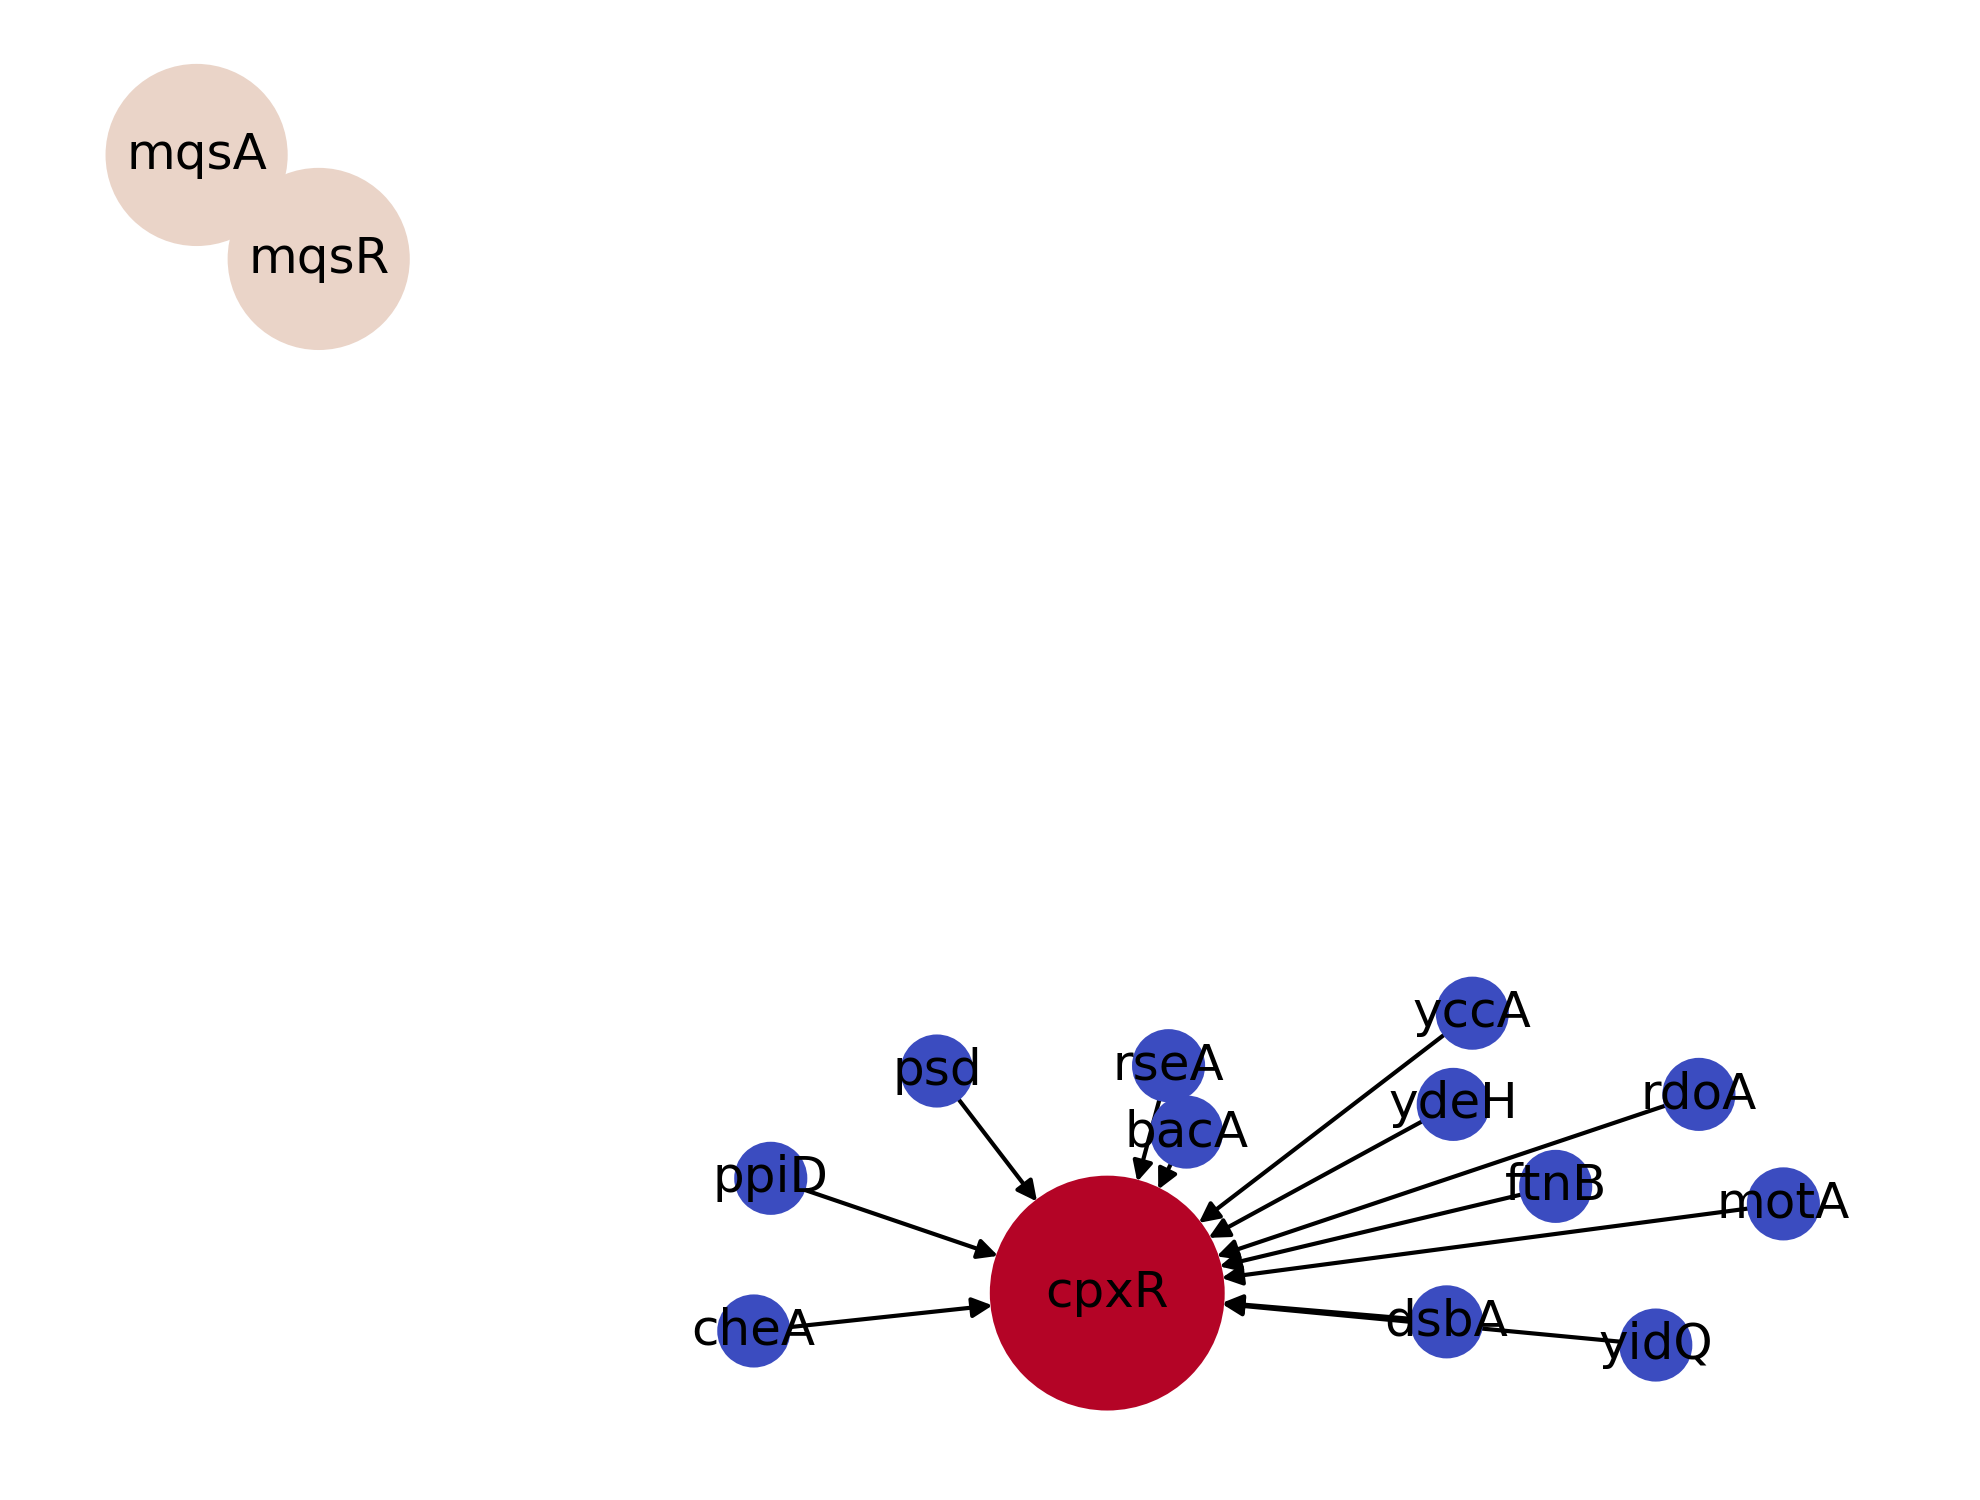 mqsA
mqsR
yccA
psd
rseA
ydeH
rdoA
bacA
ppiD
ftnB
motA
cpxR
cheA
dsbA
yidQ